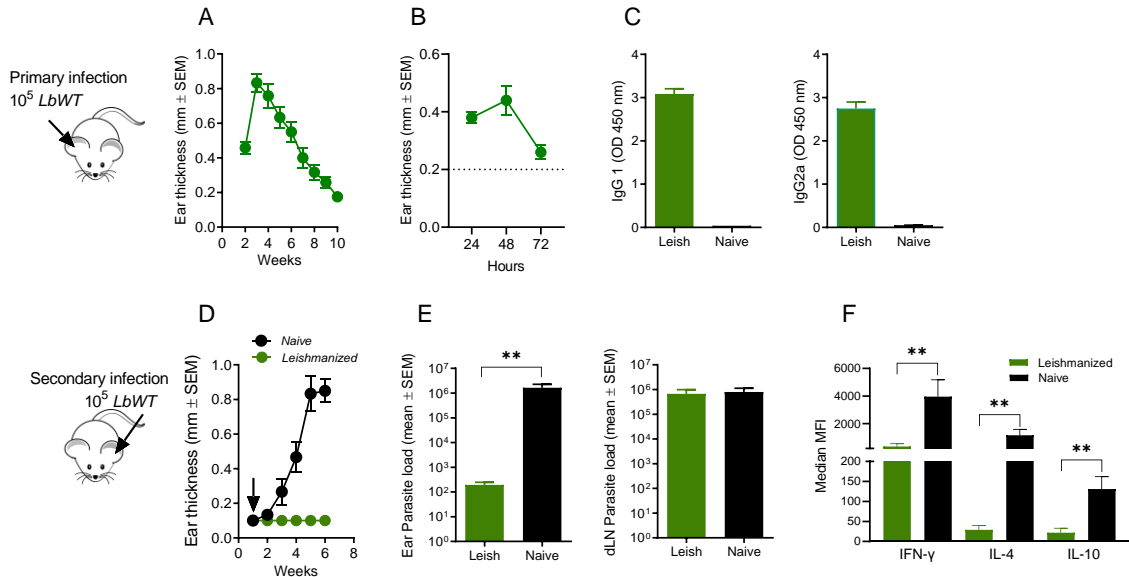 A
B
C
Primary infection
10⁵ LbWT
Ear thickness (mm ± SEM)
1.0
0.8
0.6
0.4
0.2
0.0
0 2 4 6 8 10
Weeks
Ear thickness (mm ± SEM)
0.6
0.4
0.2
0.0
24 48 72
Hours
IgG 1 (OD 450 nm)
4
3
2
1
0
Leish Naive
IgG2a (OD 450 nm)
4
3
2
1
0
Leish Naive
D
E
F
Secondary infection
10⁵ LbWT
Naive
Leishmanized
Ear thickness (mm ± SEM)
1.0
0.8
0.6
0.4
0.2
0.0
0 2 4 6 8
Weeks
Ear Parasite load (mean ± SEM)
10⁷
10⁶
10⁵
10⁴
10³
10²
10¹
10⁰
**
Leish Naive
dLN Parasite load (mean ± SEM)
10⁷
10⁶
10⁵
10⁴
10³
10²
10¹
10⁰
Leish Naive
Leishmanized
Naive
Median MFI
6000
4000
2000
200
150
100
50
0
**
**
**
IFN-γ IL-4 IL-10